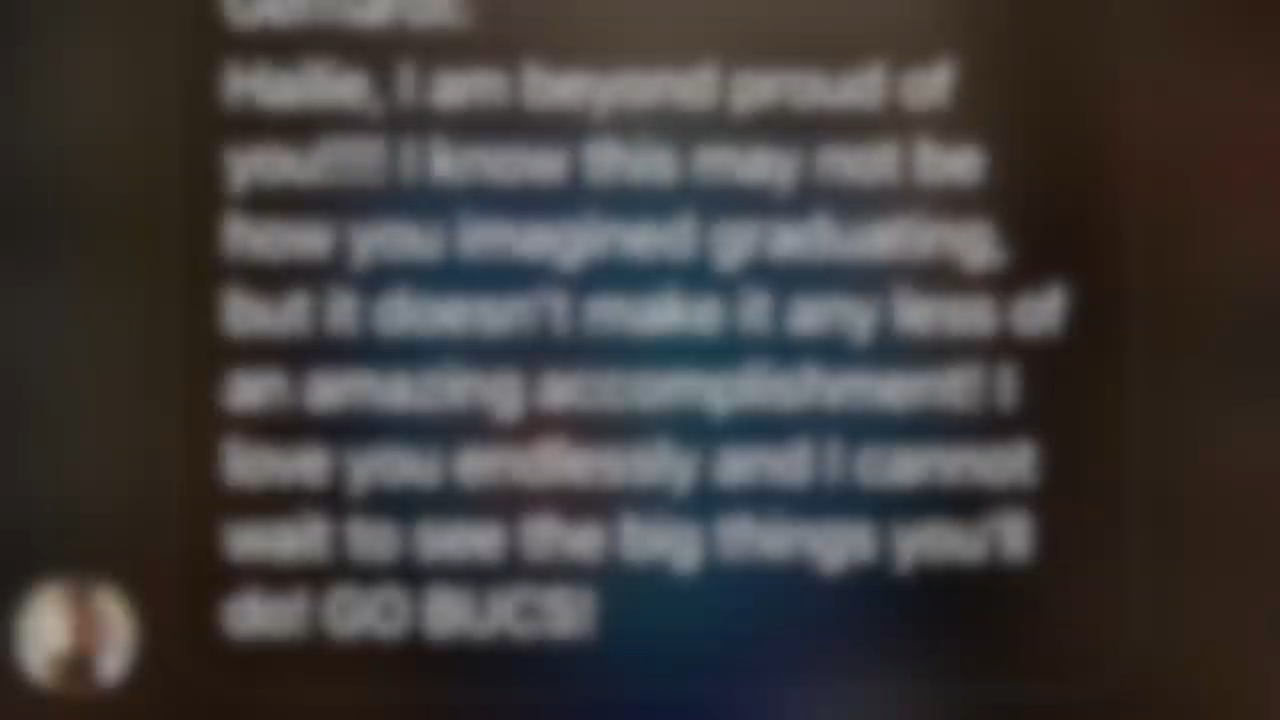 Hallie, I am beyond proud of
you!!!! I know this may not be
how you imagined graduating,
but it doesn't make it any less of
an amazing accomplishment! I
love you endlessly and I cannot
wait to see the big things you'll
do! GO BUCS!